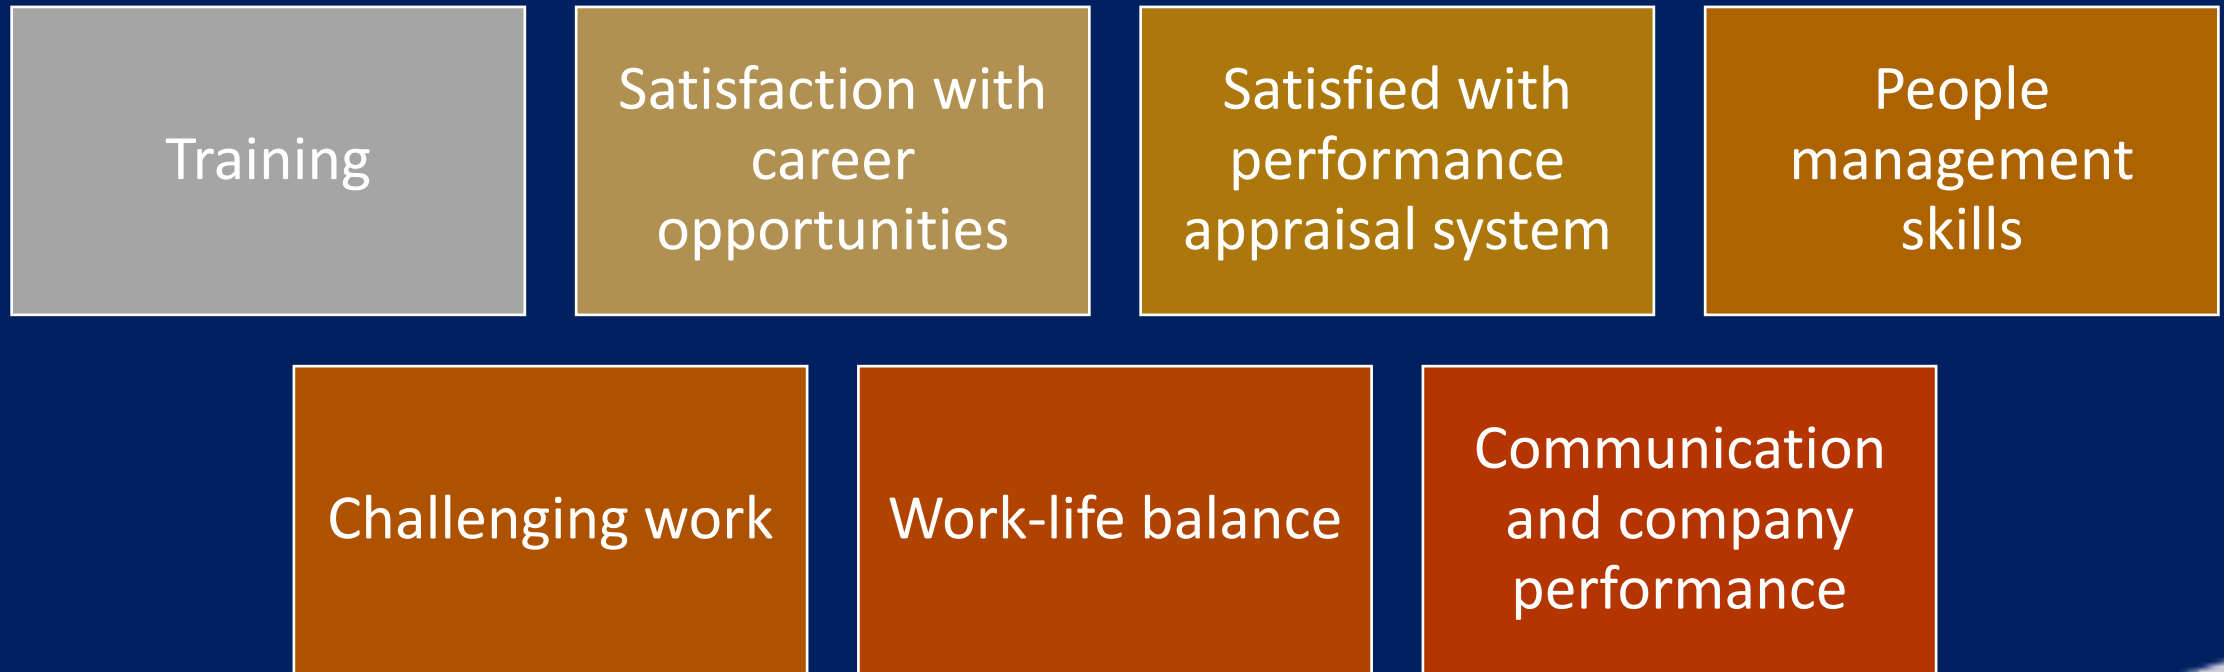 Training
Satisfaction with
career
opportunities
Satisfied with
performance
appraisal system
People
management
skills
Challenging work
Work-life balance
Communication
and company
performance